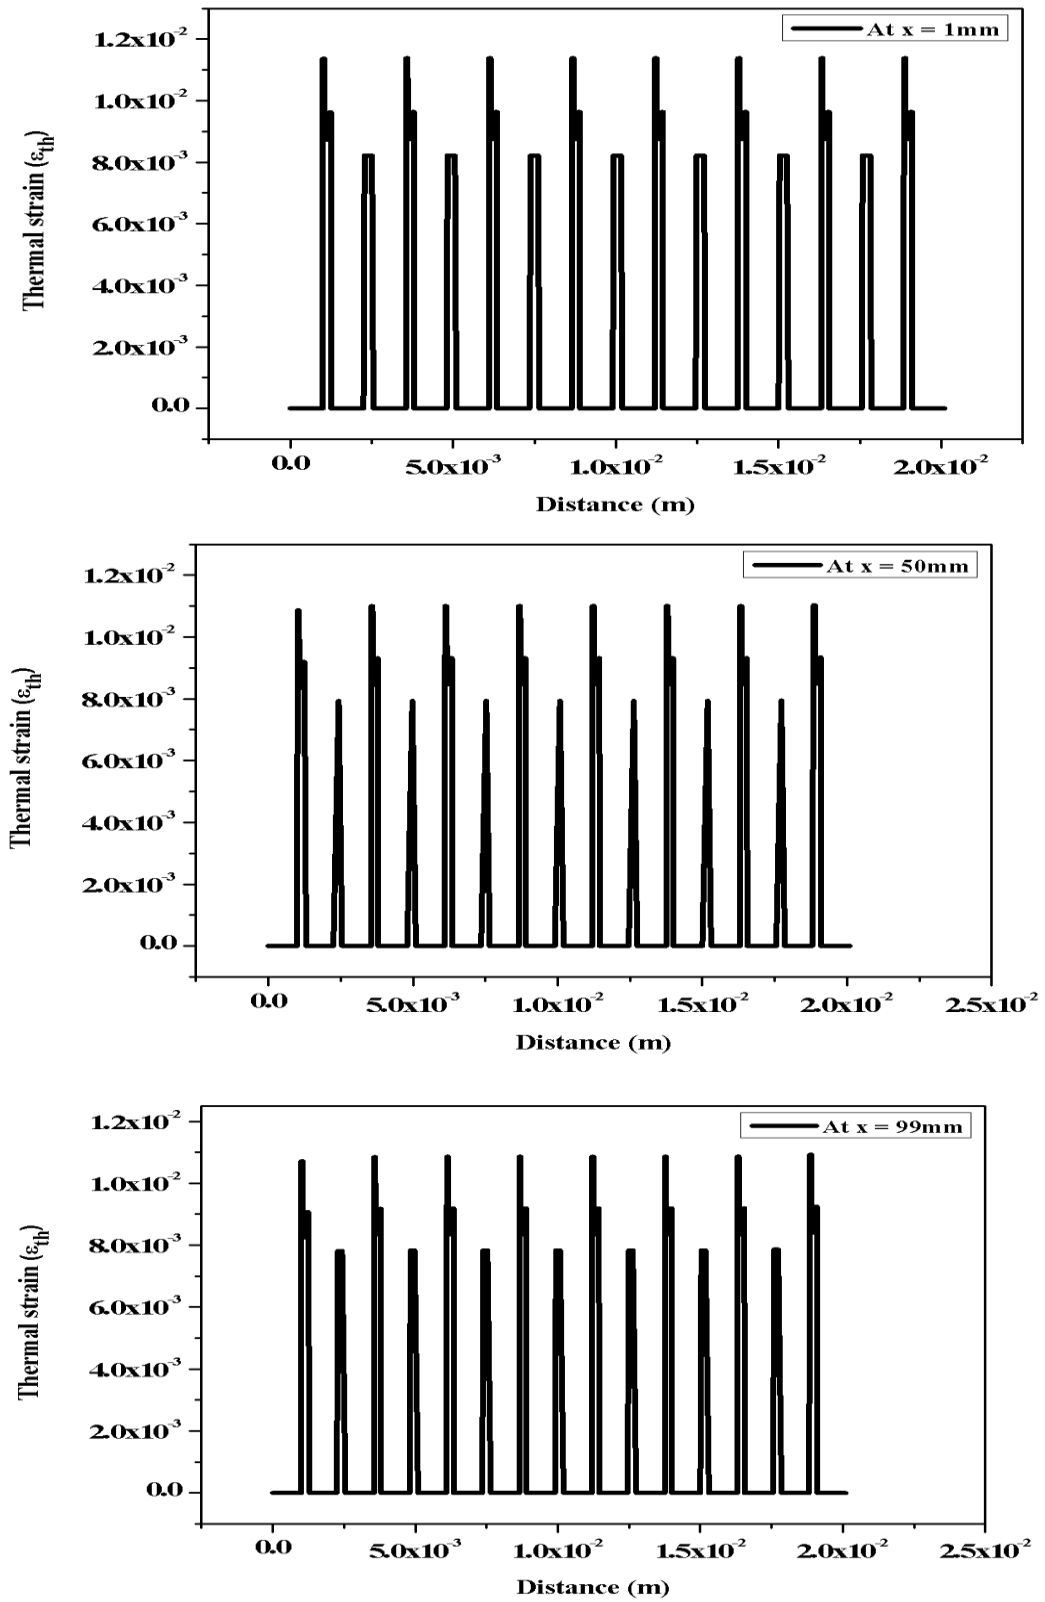 At x = 1mm
1.2x10⁻²
1.0x10⁻²
8.0x10⁻³
6.0x10⁻³
4.0x10⁻³
2.0x10⁻³
0.0
Thermal strain (εth)
0.0 5.0x10⁻³ 1.0x10⁻² 1.5x10⁻² 2.0x10⁻²
Distance (m)
At x = 50mm
1.2x10⁻²
1.0x10⁻²
8.0x10⁻³
6.0x10⁻³
4.0x10⁻³
2.0x10⁻³
0.0
Thermal strain (εth)
0.0 5.0x10⁻³ 1.0x10⁻² 1.5x10⁻² 2.0x10⁻² 2.5x10⁻²
Distance (m)
At x = 99mm
1.2x10⁻²
1.0x10⁻²
8.0x10⁻³
6.0x10⁻³
4.0x10⁻³
2.0x10⁻³
0.0
Thermal strain (εth)
0.0 5.0x10⁻³ 1.0x10⁻² 1.5x10⁻² 2.0x10⁻² 2.5x10⁻²
Distance (m)